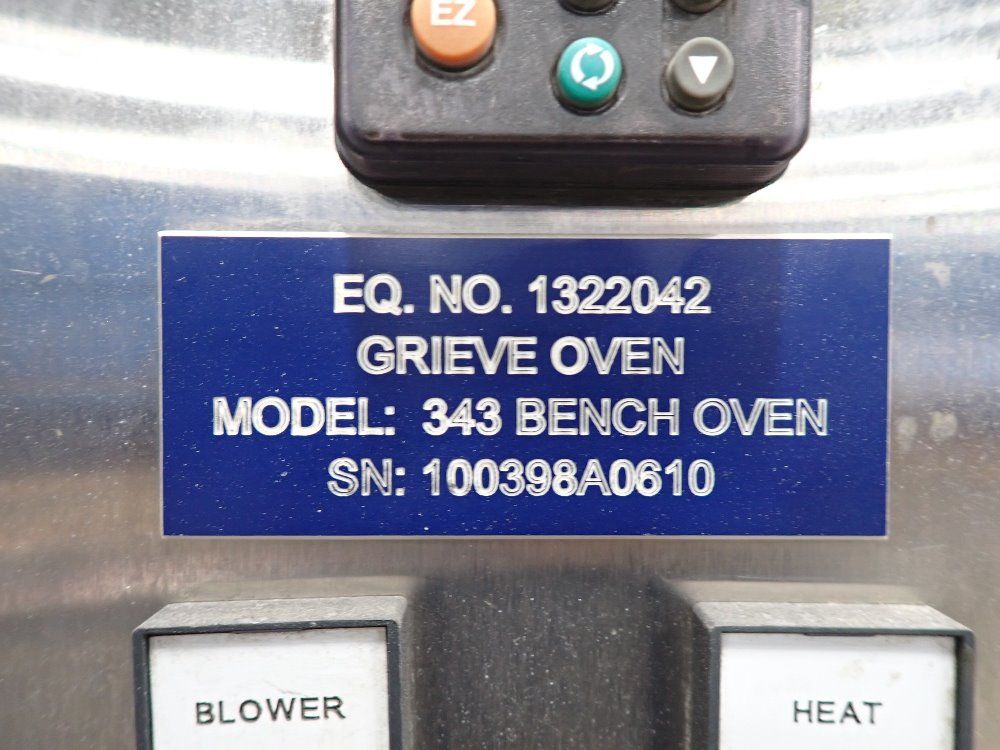 EZ
EQ. NO. 1322042
GRIEVE OVEN
MODEL: 343 BENCH OVEN
SN: 100398A0610
BLOWER
HEAT